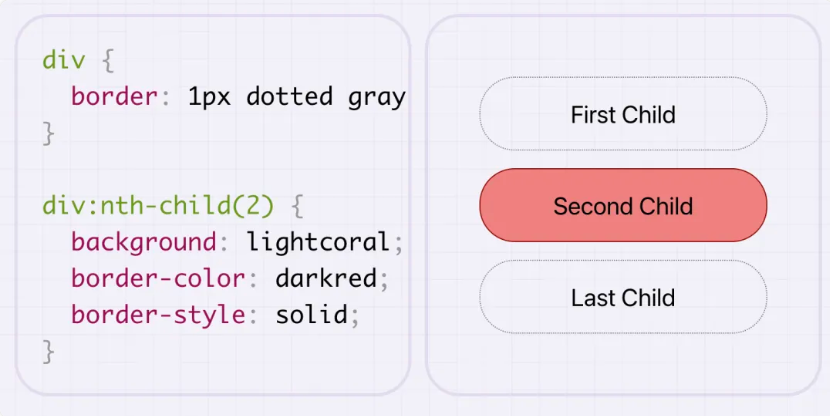 div {
  border: 1px dotted gray
}

div:nth-child(2) {
  background: lightcoral;
  border-color: darkred;
  border-style: solid;
}
First Child
Second Child
Last Child